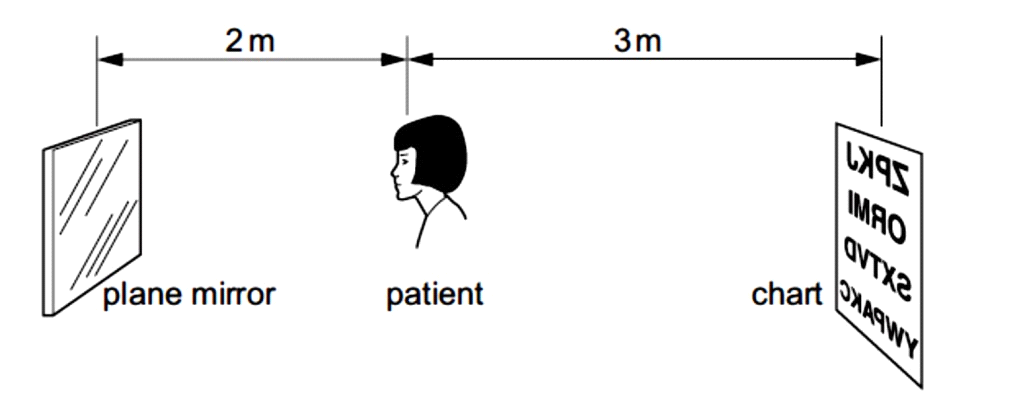 2 m
3 m
ZPKJ
ORMI
SXTVD
YWPAKC
plane mirror
patient
chart